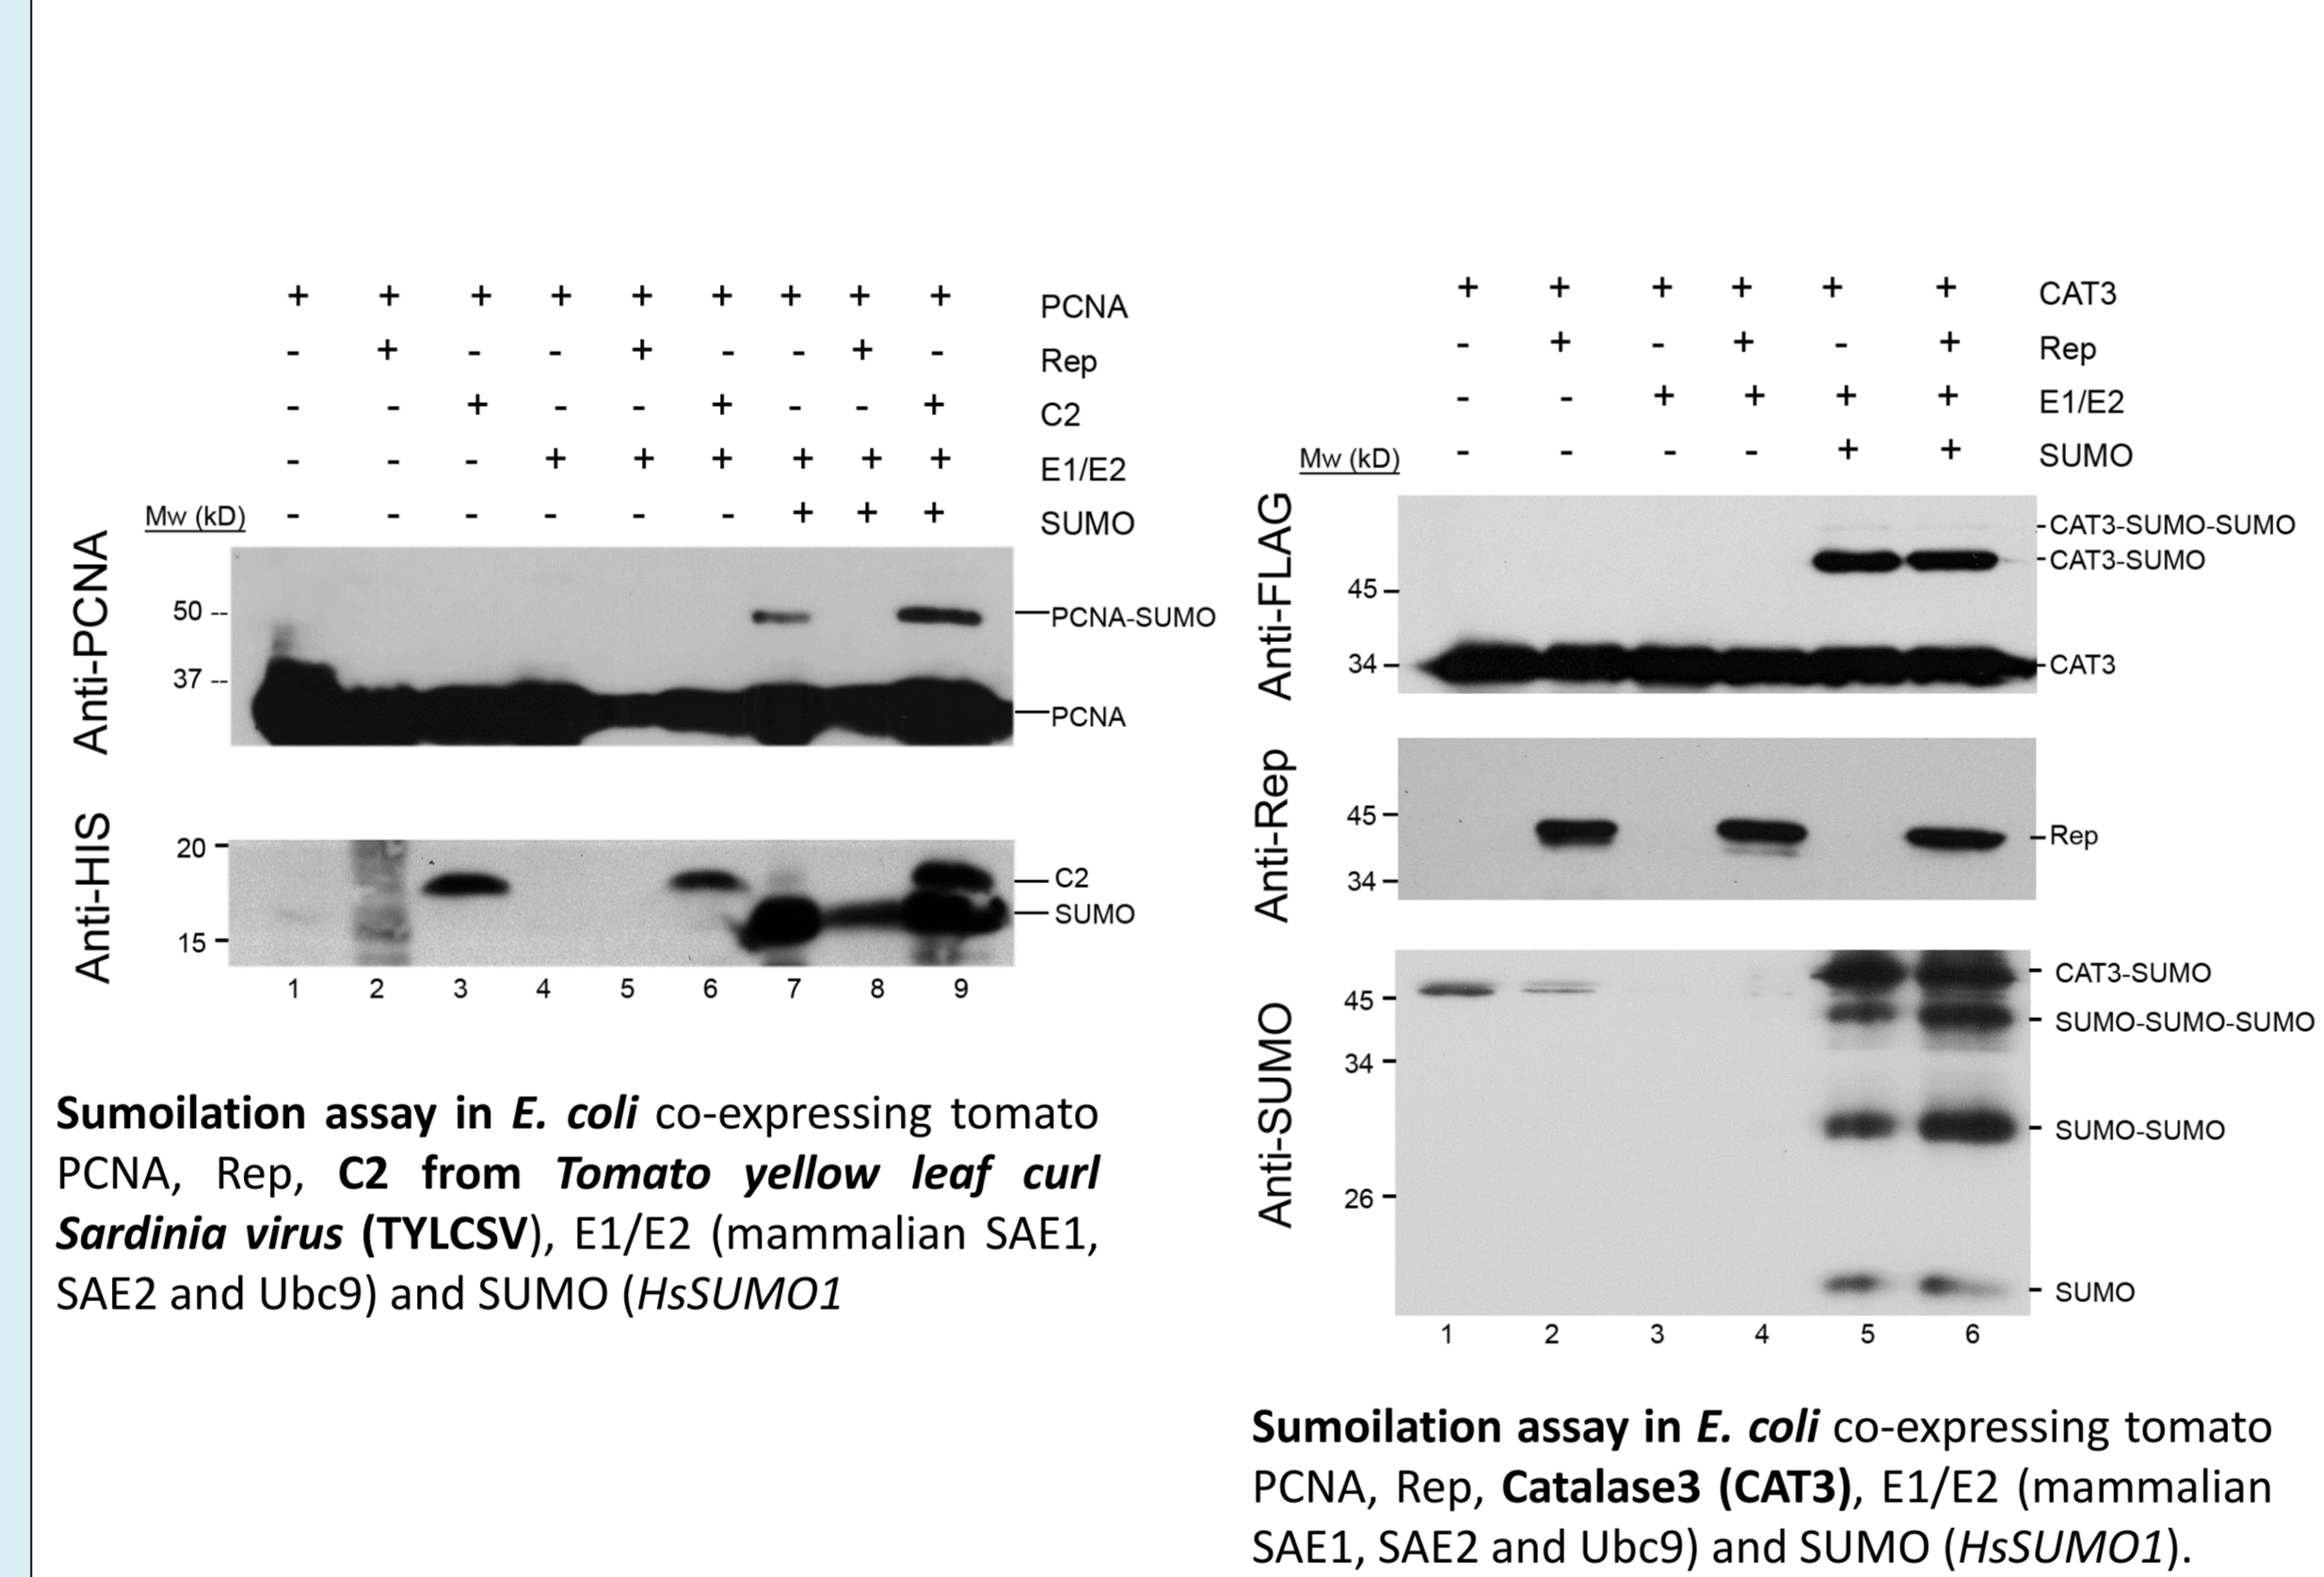 + + + + + + + + + PCNA
- + - - + - - + - Rep
- - + - - + - - + C2
- - - + + + + + + E1/E2
Mw (kD) - - - - - - + + + SUMO
Anti-PCNA
50 --
37 --
PCNA-SUMO
PCNA
Anti-HIS
20 -
15 -
C2
SUMO
1 2 3 4 5 6 7 8 9
Sumoilation assay in E. coli co-expressing tomato
PCNA, Rep, C2 from Tomato yellow leaf curl
Sardinia virus (TYLCSV), E1/E2 (mammalian SAE1,
SAE2 and Ubc9) and SUMO (HsSUMO1
+ + + + + + CAT3
- + - + - + Rep
- - + + + + E1/E2
Mw (kD) - - - - + + SUMO
Anti-FLAG
45 -
34 -
-CAT3-SUMO-SUMO
-CAT3-SUMO
-CAT3
Anti-Rep
45 -
34 -
-Rep
Anti-SUMO
45 -
34 -
26 -
- CAT3-SUMO
- SUMO-SUMO-SUMO
- SUMO-SUMO
- SUMO
1 2 3 4 5 6
Sumoilation assay in E. coli co-expressing tomato
PCNA, Rep, Catalase3 (CAT3), E1/E2 (mammalian
SAE1, SAE2 and Ubc9) and SUMO (HsSUMO1).